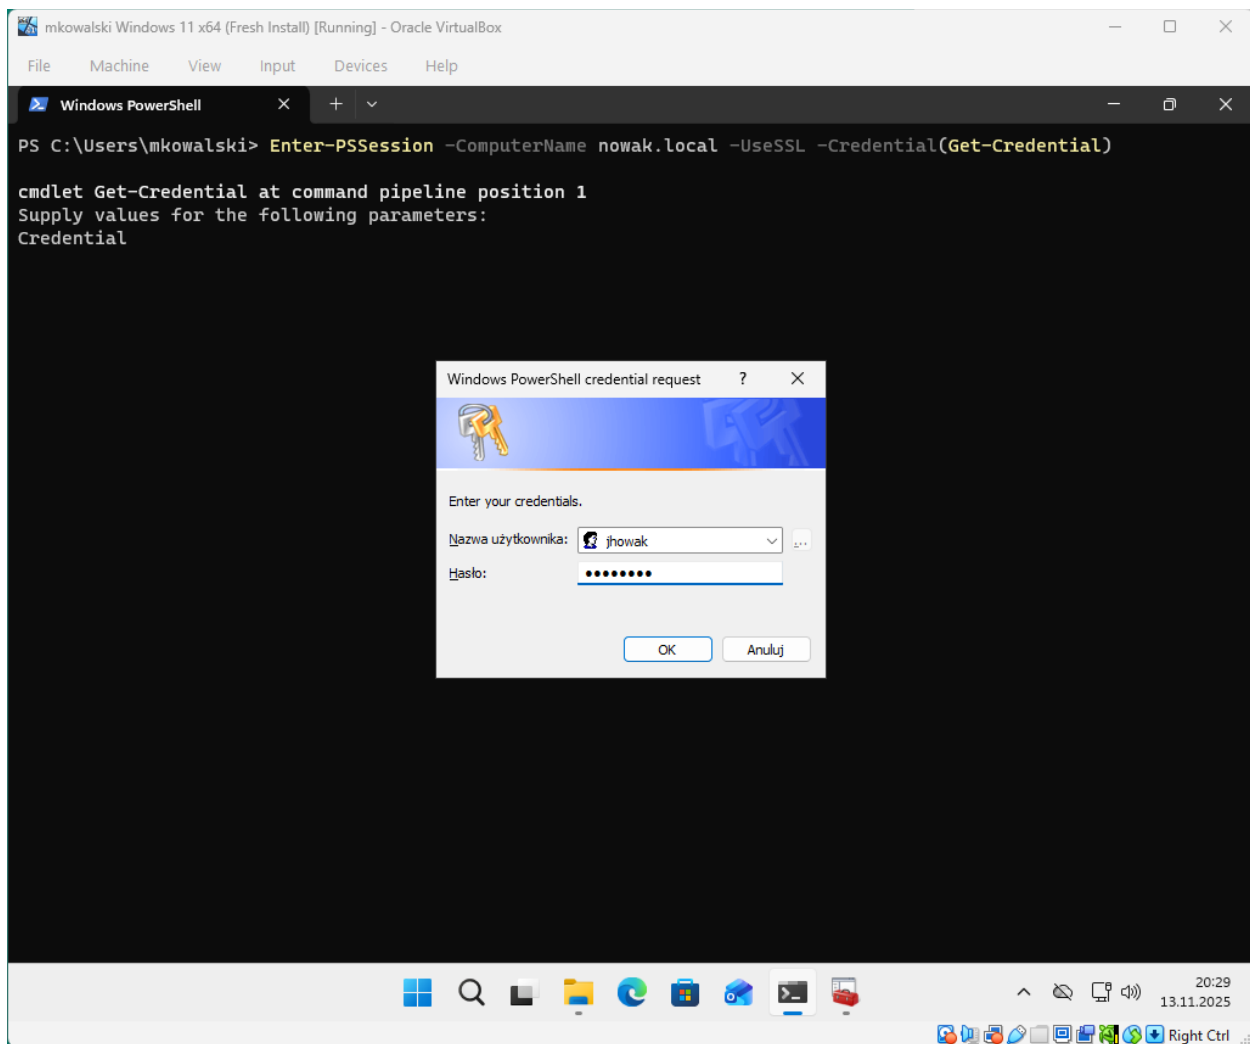 mkowalski Windows 11 x64 (Fresh Install) [Running] - Oracle VirtualBox
File Machine View Input Devices Help
Windows PowerShell
PS C:\Users\mkowalski> Enter-PSSession -ComputerName nowak.local -UseSSL -Credential(Get-Credential)
cmdlet Get-Credential at command pipeline position 1
Supply values for the following parameters:
Credential
Windows PowerShell credential request ?
Enter your credentials.
Nazwa użytkownika: jhowak ...
Hasło: ••••••••
OK Anuluj
20:29
13.11.2025
Right Ctrl